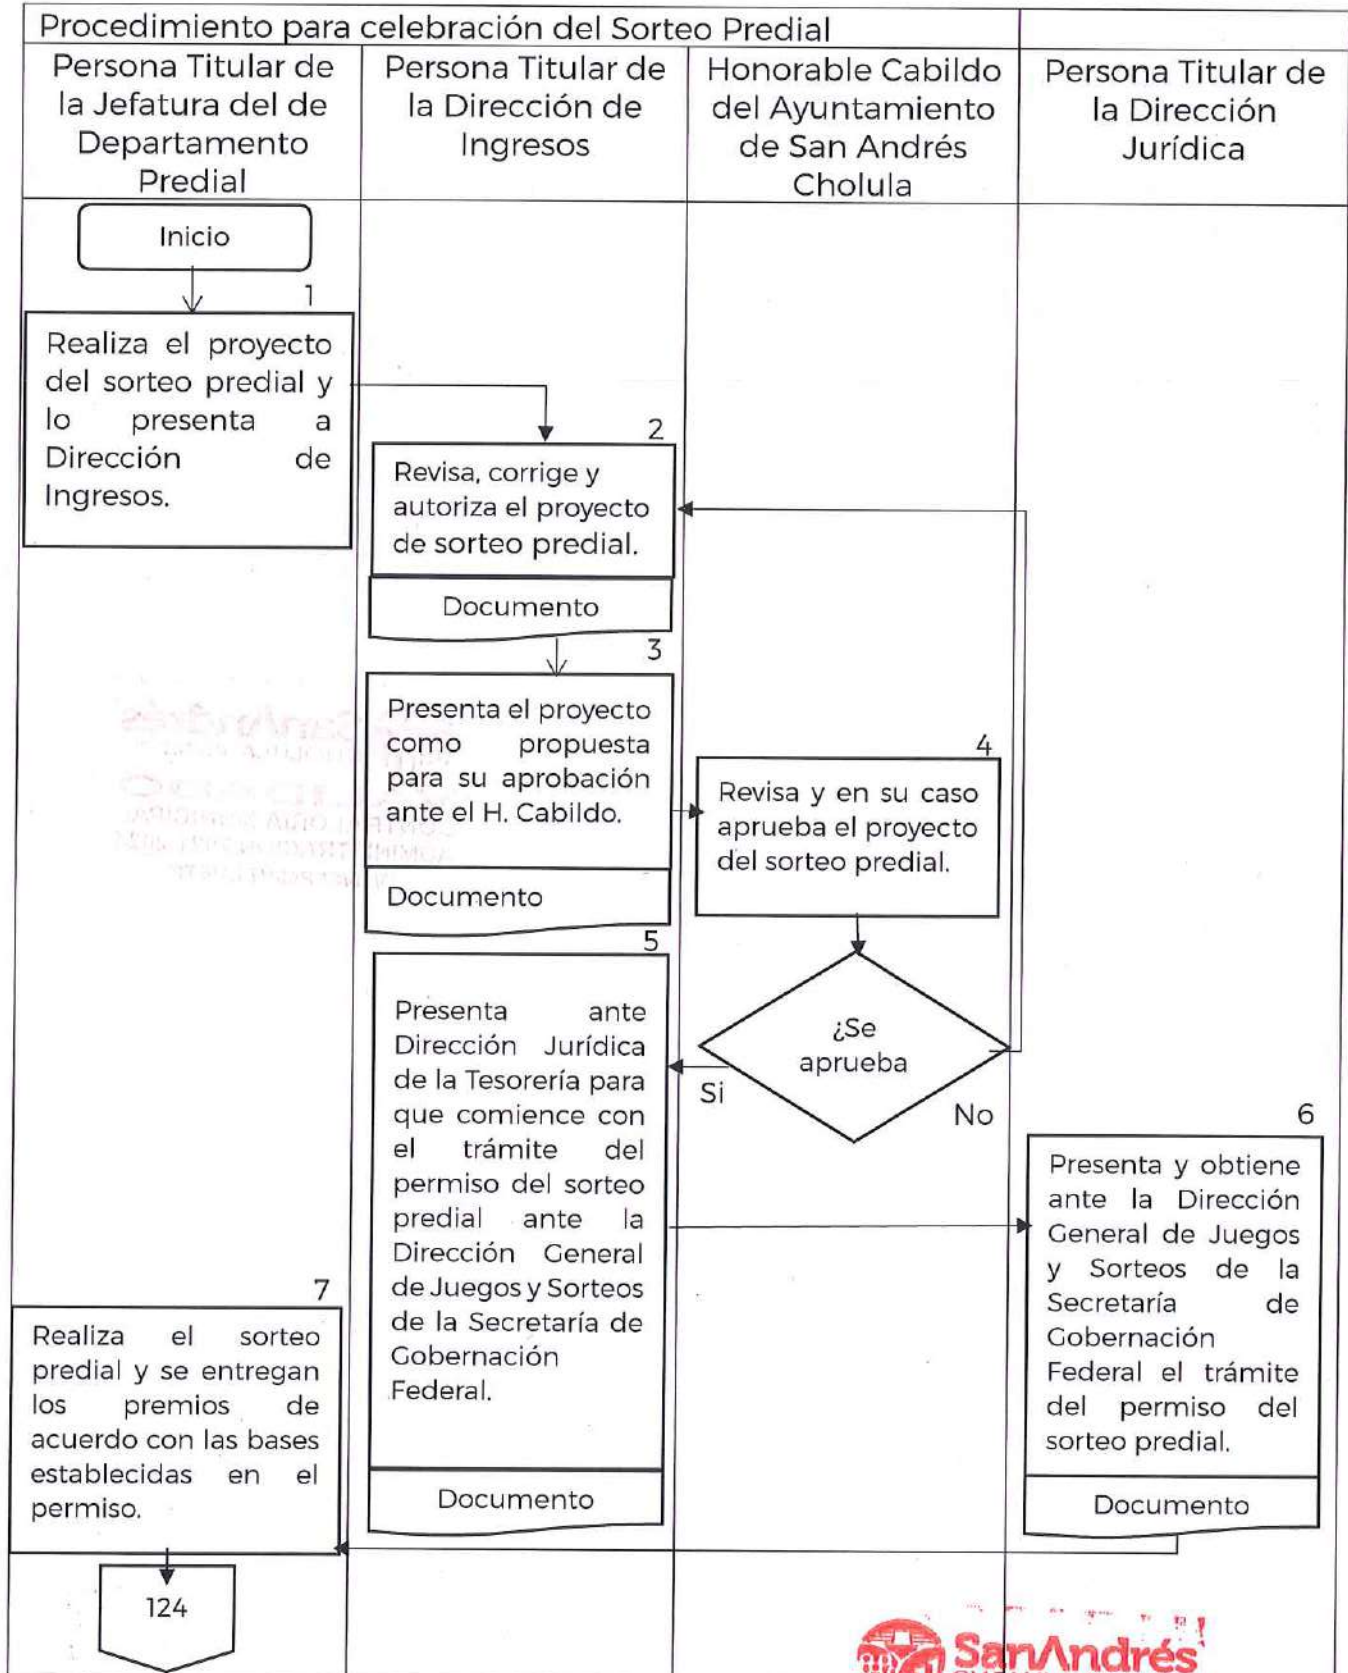 Procedimiento para celebración del Sorteo Predial
Persona Titular de
la Jefatura del de
Departamento
Predial
Persona Titular de
la Dirección de
Ingresos
Honorable Cabildo
del Ayuntamiento
de San Andrés
Cholula
Persona Titular de
la Dirección
Jurídica
Inicio
1
Realiza el proyecto
del sorteo predial y
lo presenta a
Dirección de
Ingresos.
2
Revisa, corrige y
autoriza el proyecto
de sorteo predial.
Documento
3
Presenta el proyecto
como propuesta
para su aprobación
ante el H. Cabildo.
Documento
4
Revisa y en su caso
aprueba el proyecto
del sorteo predial.
¿Se
aprueba
Si
No
5
Presenta ante
Dirección Jurídica
de la Tesorería para
que comience con
el trámite del
permiso del sorteo
predial ante la
Dirección General
de Juegos y Sorteos
de la Secretaría de
Gobernación
Federal.
Documento
6
Presenta y obtiene
ante la Dirección
General de Juegos
y Sorteos de la
Secretaría de
Gobernación
Federal el trámite
del permiso del
sorteo predial.
Documento
7
Realiza el sorteo
predial y se entregan
los premios de
acuerdo con las bases
establecidas en el
permiso.
124
SanAndrés